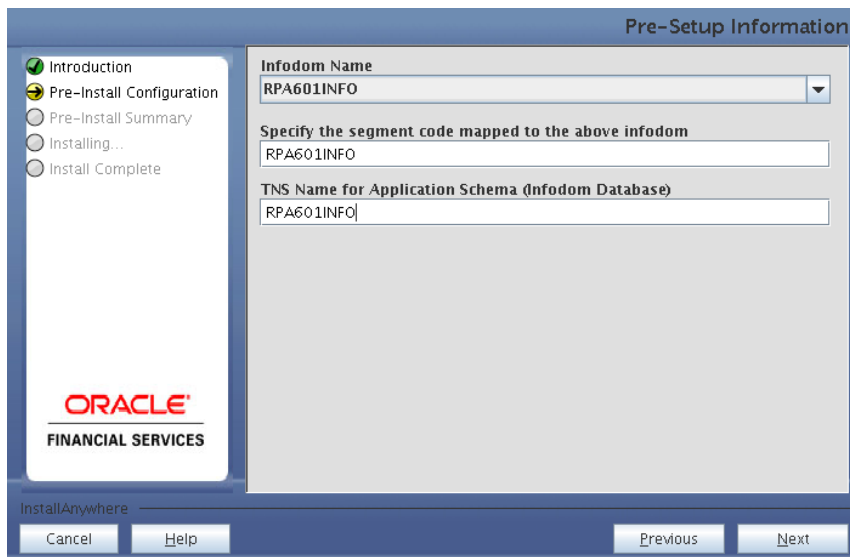 Pre-Setup Information
Introduction
Pre-Install Configuration
Pre-Install Summary
Installing...
Install Complete
ORACLE
FINANCIAL SERVICES
Infodom Name
RPA601INFO
Specify the segment code mapped to the above infodom
RPA601INFO
TNS Name for Application Schema (Infodom Database)
RPA601INFO
InstallAnywhere
Cancel
Help
Previous
Next